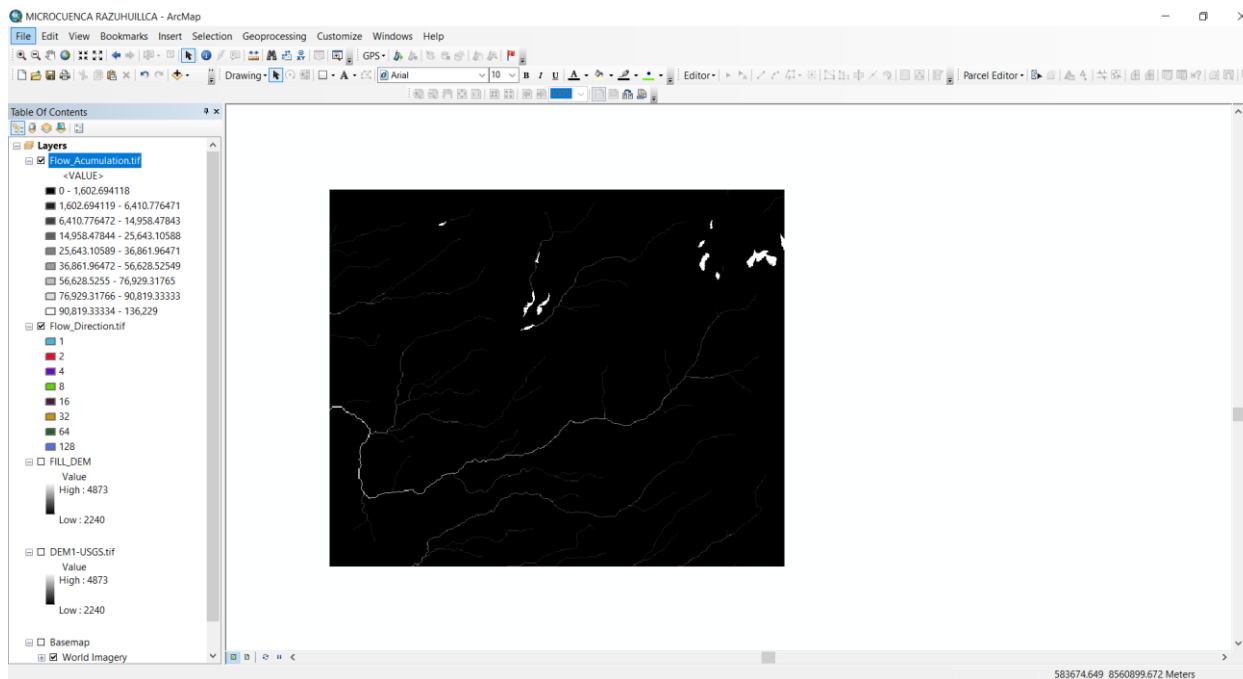 MICROCUENCA RAZUHUILLCA - ArcMap
File Edit View Bookmarks Insert Selection Geoprocessing Customize Windows Help
GPS
Drawing A Arial 10 B I U A Editor Parcel Editor
Table Of Contents
Layers
Flow_Acumulation.tif
<VALUE>
0 - 1,602.694118
1,602.694119 - 6,410.776471
6,410.776472 - 14,958.47843
14,958.47844 - 25,643.10588
25,643.10589 - 36,861.96471
36,861.96472 - 56,628.52549
56,628.5255 - 76,929.31765
76,929.31766 - 90,819.33333
90,819.33334 - 136,229
Flow_Direction.tif
1
2
4
8
16
32
64
128
FILL_DEM
Value
High : 4873
Low : 2240
DEM1-USGS.tif
Value
High : 4873
Low : 2240
Basemap
World Imagery
583674.649 8560899.672 Meters